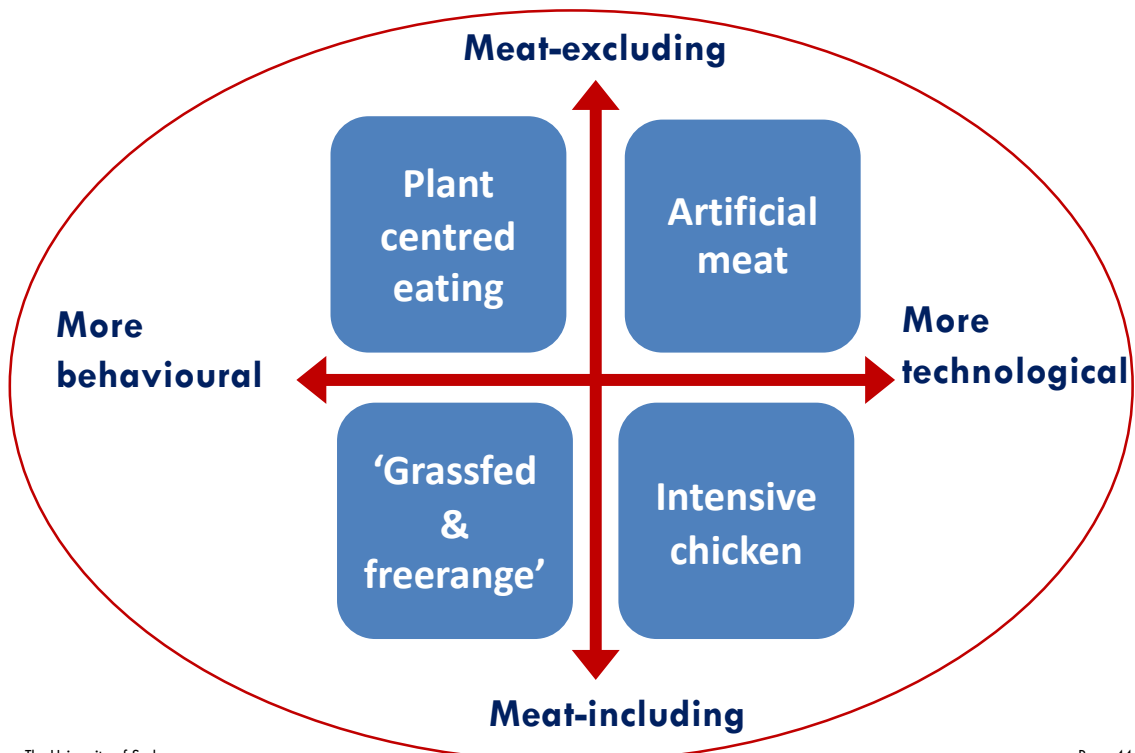 Meat-excluding
Plant
centred
eating
Artificial
meat
More
behavioural
More
technological
‘Grassfed
&
freerange’
Intensive
chicken
Meat-including